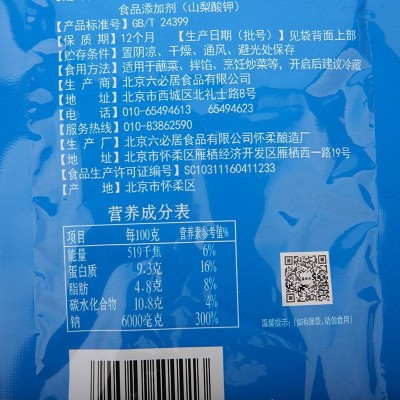 食品添加剂（山梨酸钾）
【产品标准号】GB/T 24399
【保 质 期】12个月 【生产日期（批号）】见袋背面上部
【贮存条件】置阴凉、干燥、通风、避光处保存
【食用方法】适用于蘸菜、拌馅、烹饪炒菜等，开启后建议冷藏
【生 产 商】北京六必居食品有限公司
【地 址】北京市西城区北礼士路8号
【电 话】010-65494613 65494623
【服务热线】010-83862590
【生 产 厂】北京六必居食品有限公司怀柔酿造厂
【地 址】北京市怀柔区雁栖经济开发区雁栖西一路19号
【食品生产许可证编号】SC10311160411233
【产 地】北京市怀柔区
营养成分表
项目 每100克 营养素参考值%
能量 519千焦 6%
蛋白质 9.3克 16%
脂肪 4.8克 8%
碳水化合物 10.8克 4%
钠 6000毫克 300%
温馨提示：（如有胀袋，请勿食用）